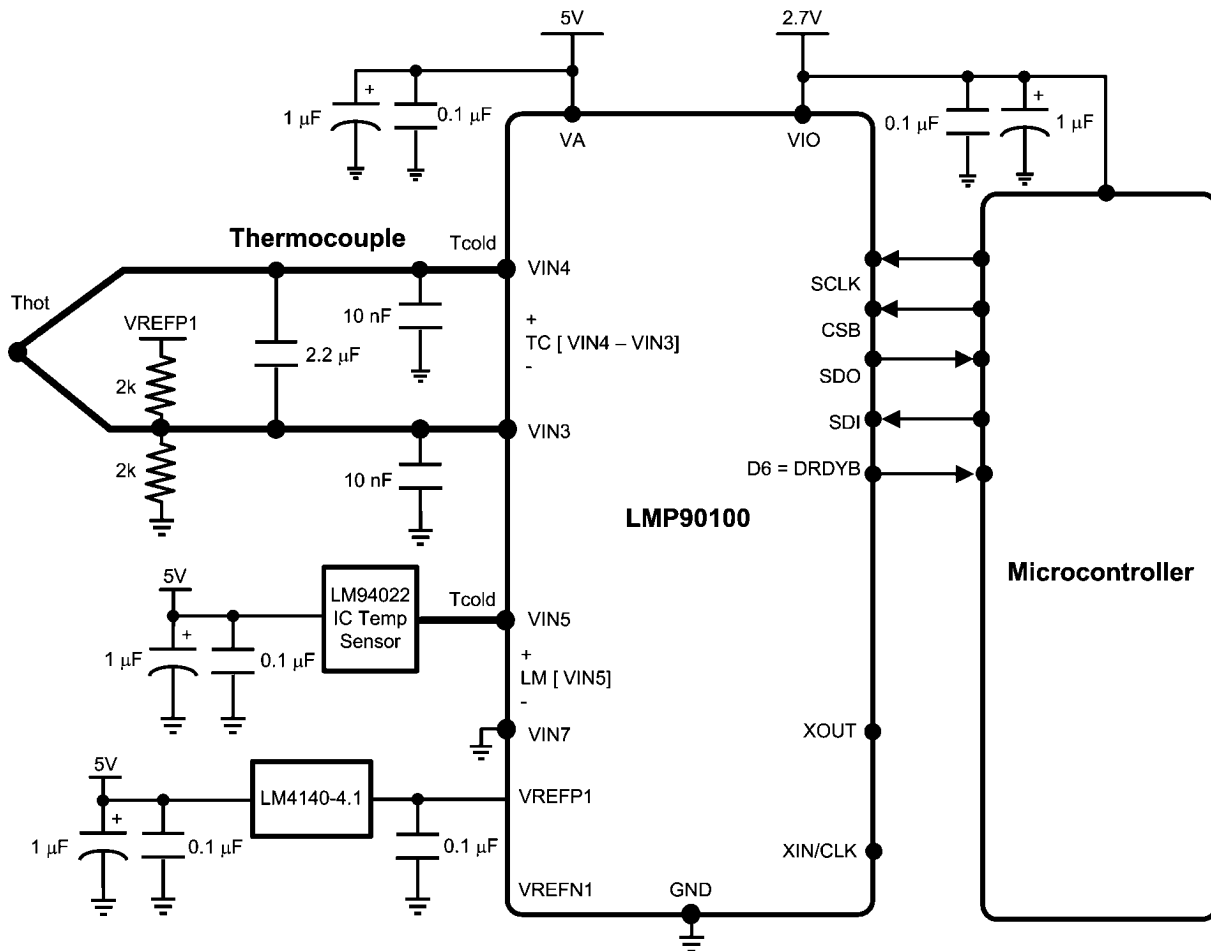 5V
2.7V
+
1 µF
0.1 µF
0.1 µF
+
1 µF
VA
VIO
Thermocouple
Tcold
VIN4
Thot
VREFP1
2k
2.2 µF
10 nF
+
TC [ VIN4 – VIN3]
-
VIN3
2k
10 nF
SCLK
CSB
SDO
SDI
D6 = DRDYB
LMP90100
Microcontroller
5V
+
1 µF
0.1 µF
LM94022
IC Temp
Sensor
Tcold
VIN5
+
LM [ VIN5]
-
VIN7
XOUT
5V
+
1 µF
0.1 µF
LM4140-4.1
0.1 µF
VREFP1
XIN/CLK
VREFN1
GND